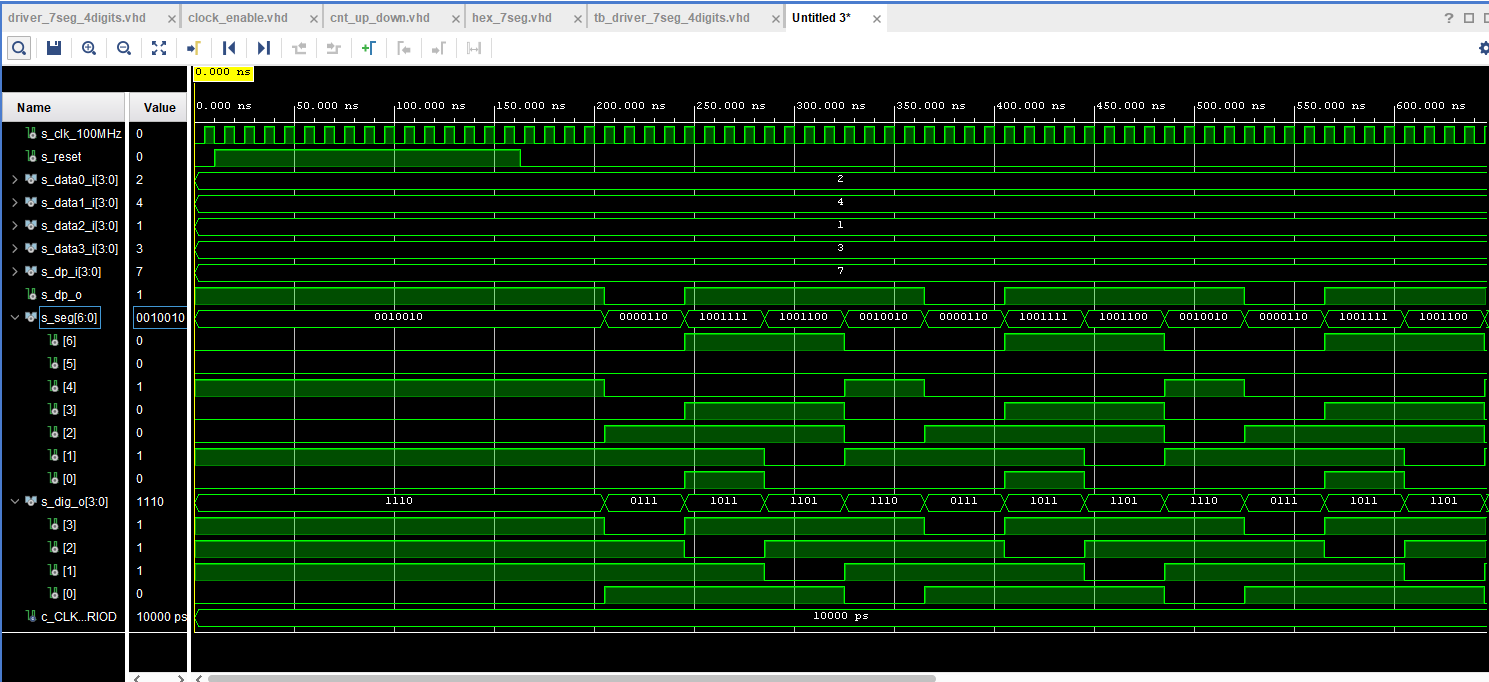 driver_7seg_4digits.vhd × clock_enable.vhd × cnt_up_down.vhd × hex_7seg.vhd × tb_driver_7seg_4digits.vhd × Untitled 3* ×
0.000 ns
Name Value 0.000 ns 50.000 ns 100.000 ns 150.000 ns 200.000 ns 250.000 ns 300.000 ns 350.000 ns 400.000 ns 450.000 ns 500.000 ns 550.000 ns 600.000 ns
s_clk_100MHz 0
s_reset 0
s_data0_i[3:0] 2 2
s_data1_i[3:0] 4 4
s_data2_i[3:0] 1 1
s_data3_i[3:0] 3 3
s_dp_i[3:0] 7 7
s_dp_o 1
s_seg[6:0] 0010010 0010010 0000110 1001111 1001100 0010010 0000110 1001111 1001100 0010010 0000110 1001111 1001100
[6] 0
[5] 0
[4] 1
[3] 0
[2] 0
[1] 1
[0] 0
s_dig_o[3:0] 1110 1110 0111 1011 1101 1110 0111 1011 1101 1110 0111 1011 1101
[3] 1
[2] 1
[1] 1
[0] 0
c_CLK...RIOD 10000 ps 10000 ps